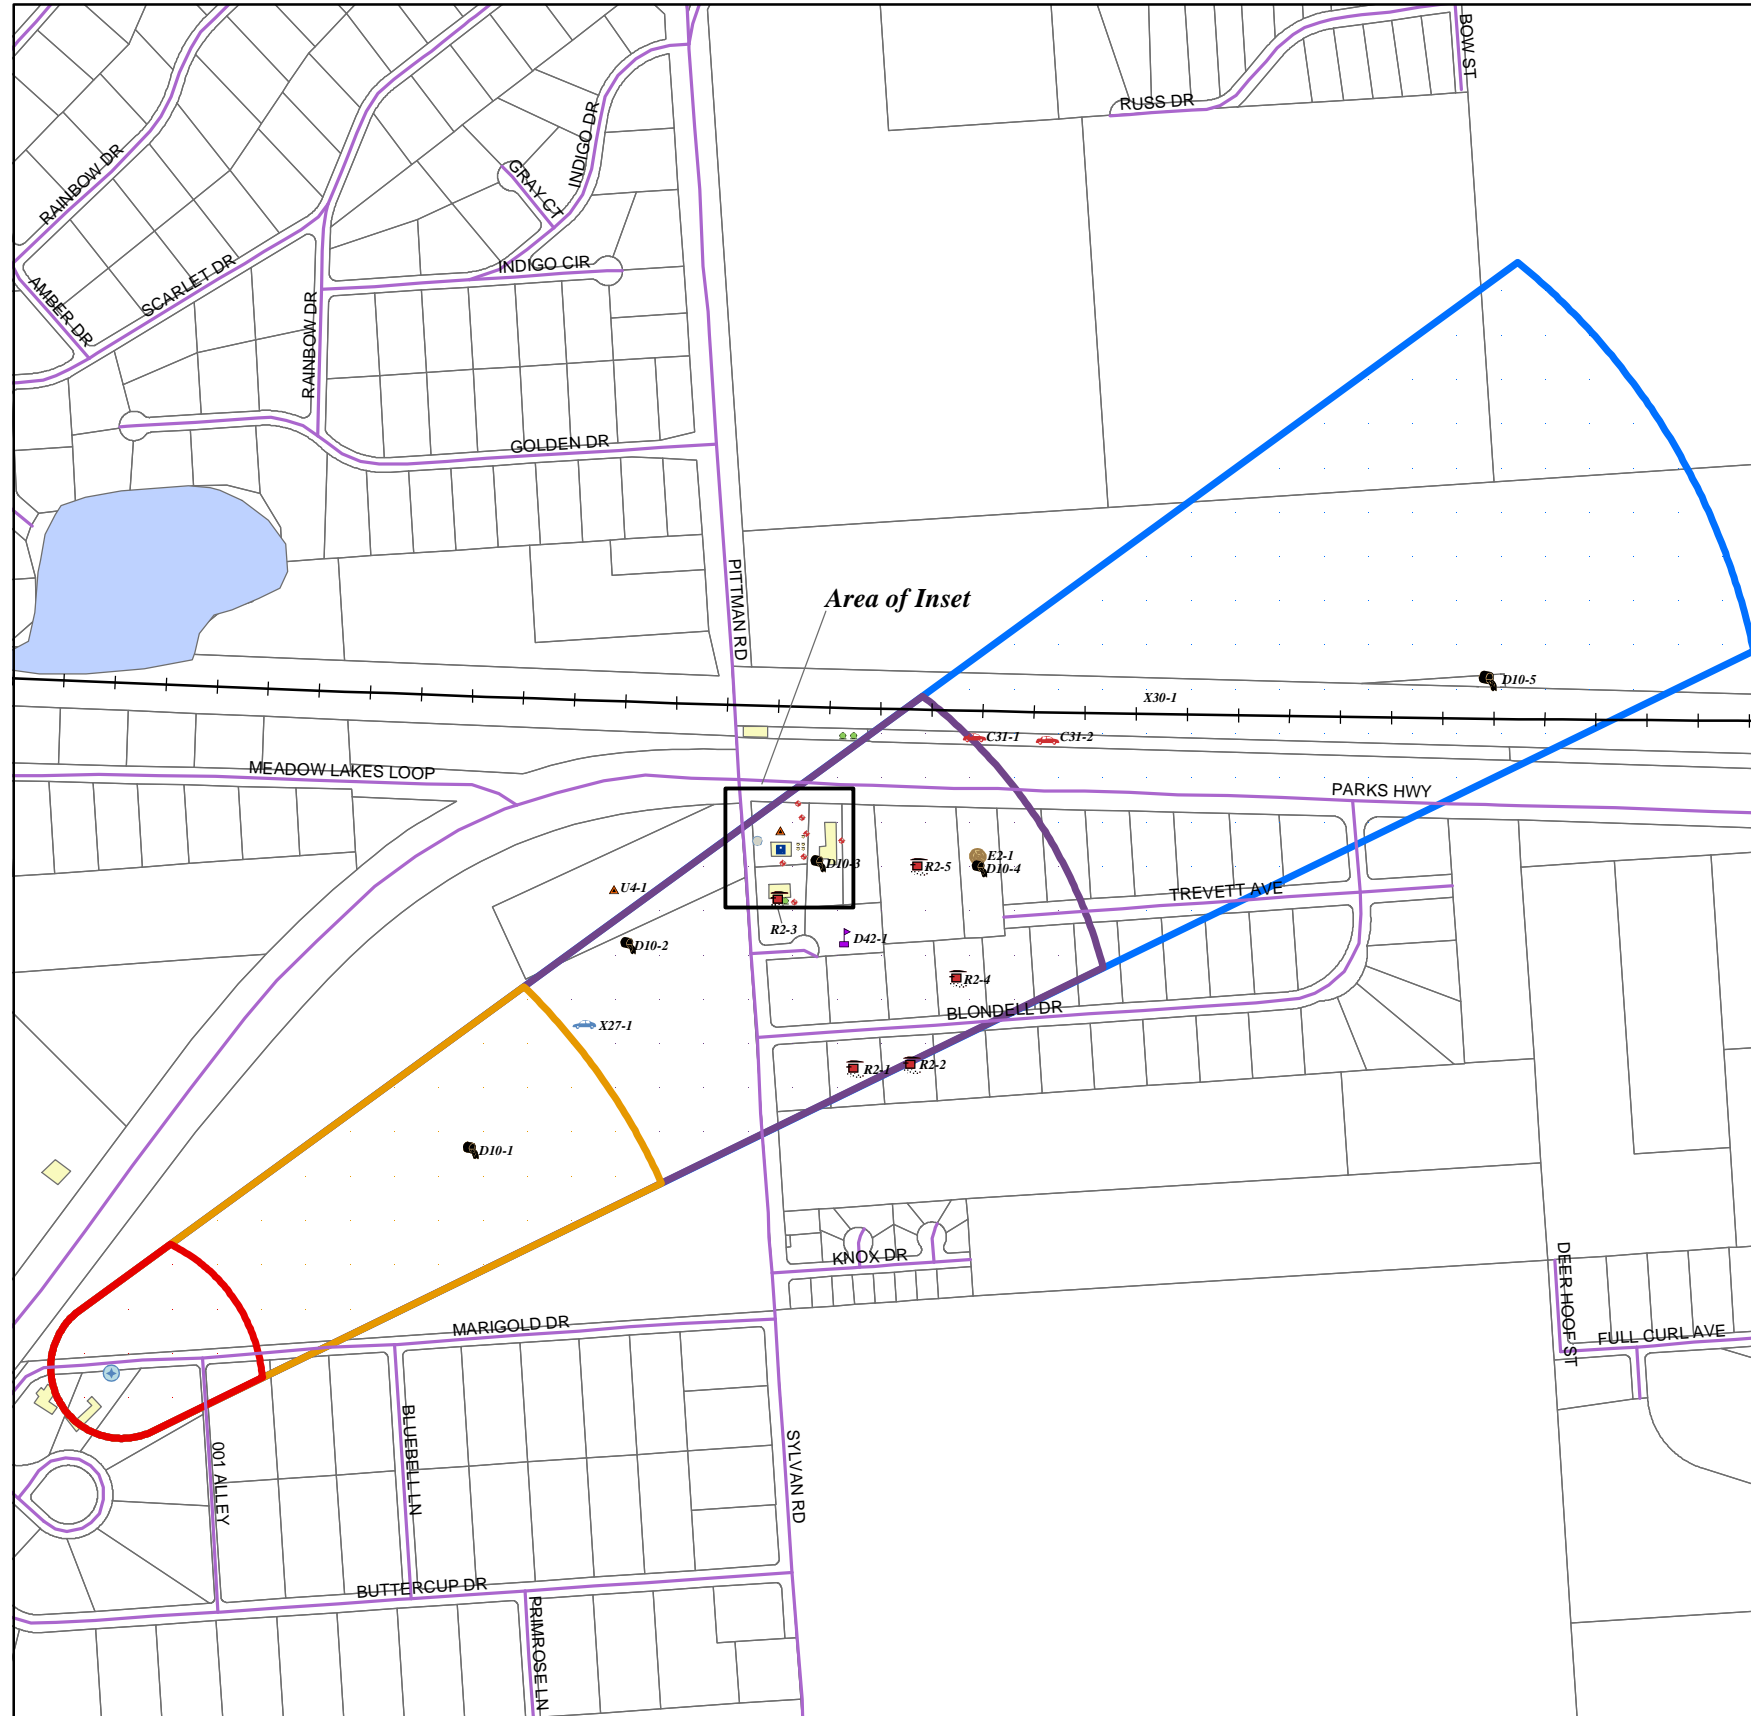 BOW ST
RUSS DR
INDIGO DR
GRAY CT
RAINBOW DR
INDIGO CIR
SCARLET DR
AMBER DR
RAINBOW DR
GOLDEN DR
PITTMAN RD
Area of Inset
D10-5
X30-1
C31-1
C31-2
MEADOW LAKES LOOP
PARKS HWY
D10-3
R2-5
E2-1
D10-4
U4-1
TREVETT AVE
R2-3
D42-1
D10-2
R2-4
BLONDELL DR
X27-1
R2-1
R2-2
D10-1
KNOX DR
DEER HOOF ST
MARIGOLD DR
FULL CURL AVE
BLUEBELL LN
001 ALLEY
SYLVAN RD
BUTTERCUP DR
PRIMROSE LN